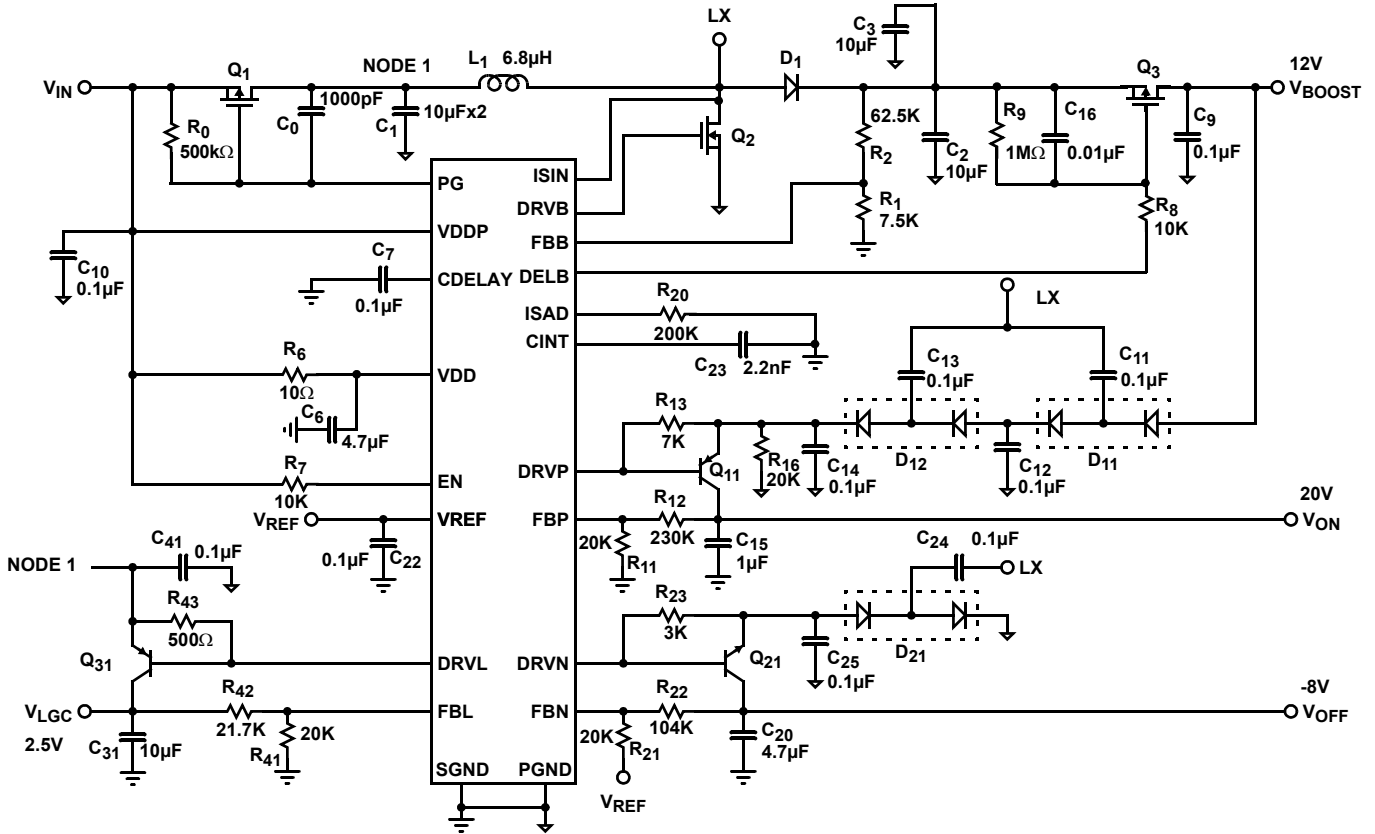 LX
C3
10µF
VIN
Q1
NODE 1
L1 6.8µH
D1
12V
Q3
VBOOST
R0
500kΩ
1000pF
C0
10µFx2
C1
Q2
62.5K
R2
C2
10µF
R9
1MΩ
C16
0.01µF
C9
0.1µF
PG
ISIN
DRVB
R1
7.5K
R8
10K
VDDP
FBB
C10
0.1µF
C7
0.1µF
CDELAY
DELB
ISAD
R20
200K
LX
CINT
C23 2.2nF
R6
10Ω
VDD
C6
4.7µF
C13
0.1µF
C11
0.1µF
R13
7K
R7
10K
EN
DRVP
Q11
R16
20K
C14
0.1µF
D12
C12
0.1µF
D11
VREF
VREF
FBP
R12
230K
20V
VON
0.1µF
C22
20K
R11
C15
1µF
C24
0.1µF
LX
NODE 1
C41
0.1µF
R43
500Ω
R23
3K
Q31
DRVL
DRVN
Q21
C25
0.1µF
D21
VLGC
2.5V
R42
21.7K
FBL
FBN
R22
104K
-8V
VOFF
C31
10µF
20K
R41
20K
R21
C20
4.7µF
SGND
PGND
VREF